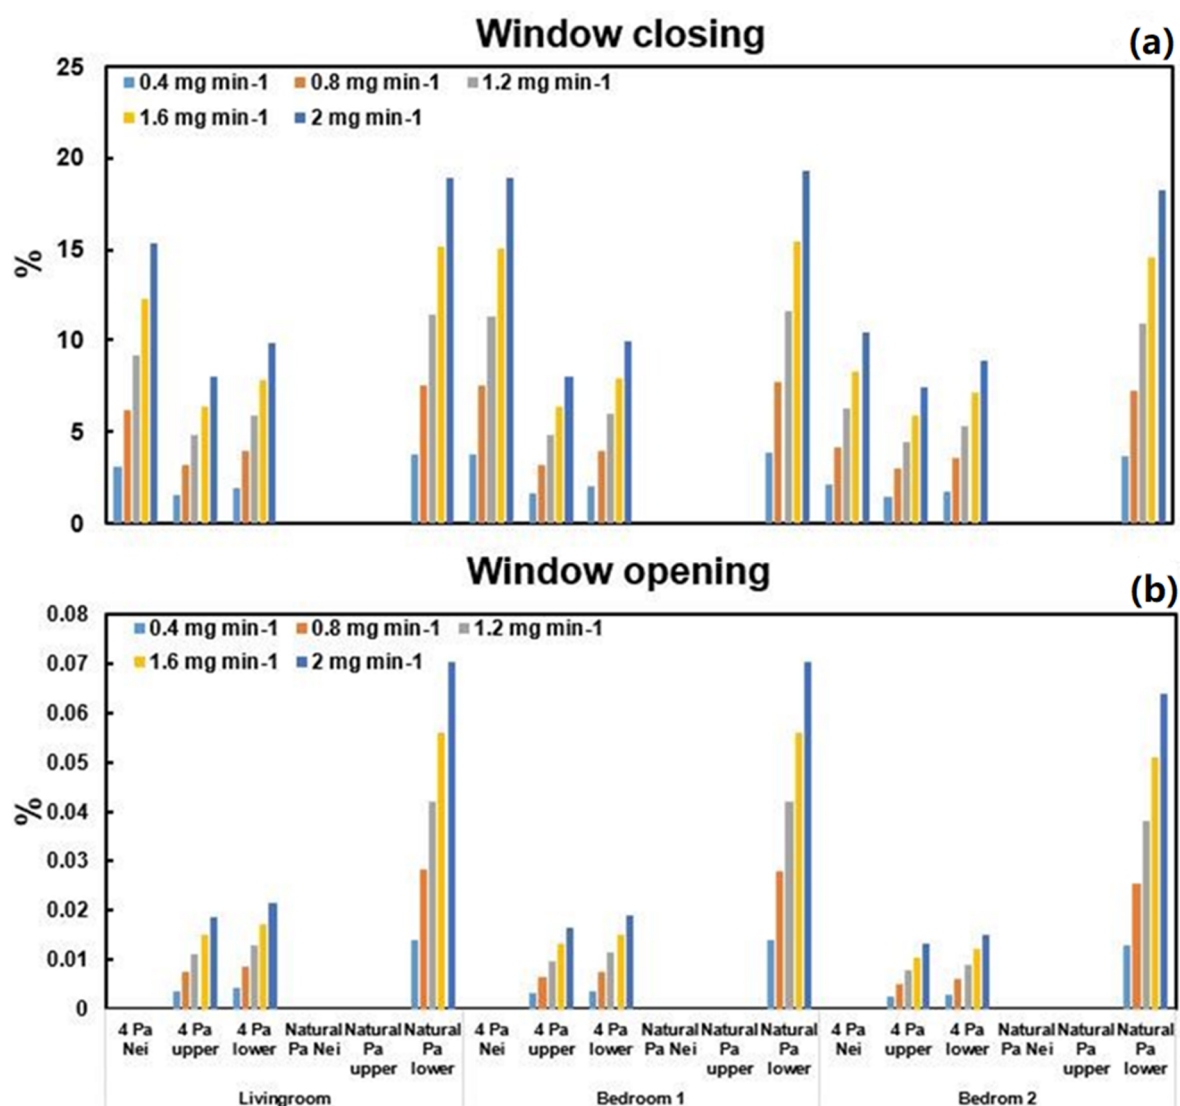 Window closing
(a)
0.4 mg min-1 0.8 mg min-1 1.2 mg min-1
1.6 mg min-1 2 mg min-1
25
20
15
10
5
0
%
Window opening
(b)
0.4 mg min-1 0.8 mg min-1 1.2 mg min-1
1.6 mg min-1 2 mg min-1
0.08
0.07
0.06
0.05
0.04
0.03
0.02
0.01
0
%
4 Pa 4 Pa 4 Pa Natural Natural Natural 4 Pa 4 Pa 4 Pa Natural Natural Natural 4 Pa 4 Pa 4 Pa Natural Natural Natural
Nei upper lower Pa Nei Pa Pa Nei upper lower Pa Nei Pa Pa Nei upper lower Pa Nei Pa Pa
upper lower upper lower upper lower
Livingroom Bedroom 1 Bedrom 2